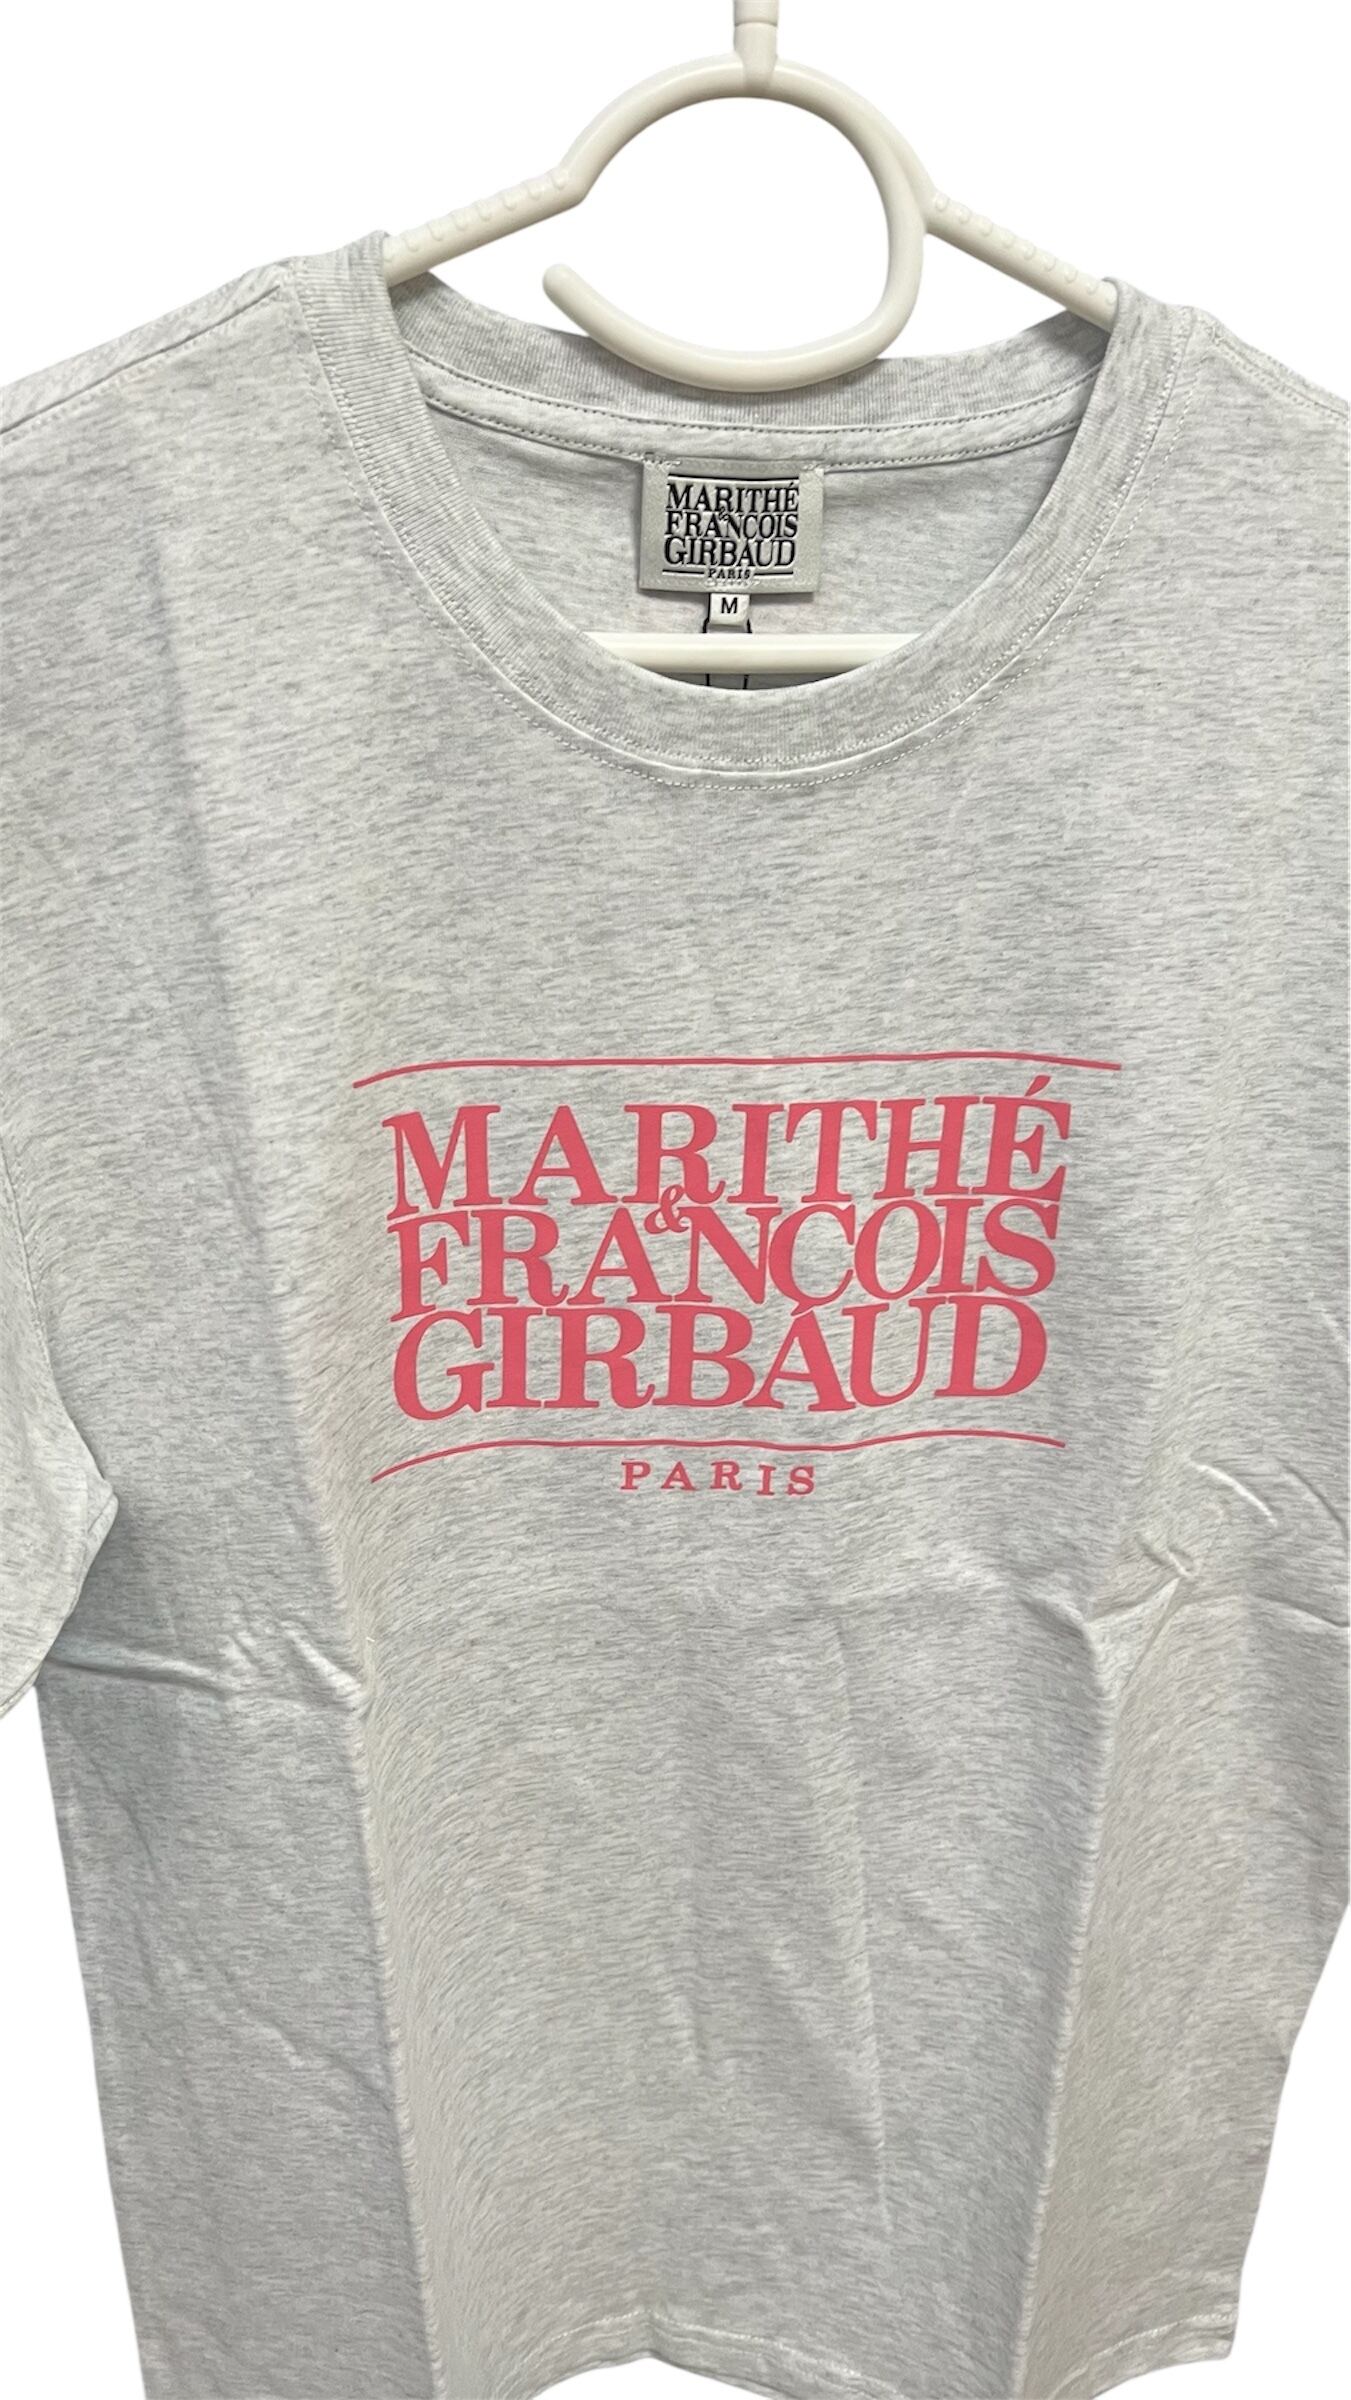 MARITHÉ
&
FRANCOIS
GIRBAUD
PARIS
M
MARITHÉ
&
FRANCOIS
GIRBAUD
PARIS